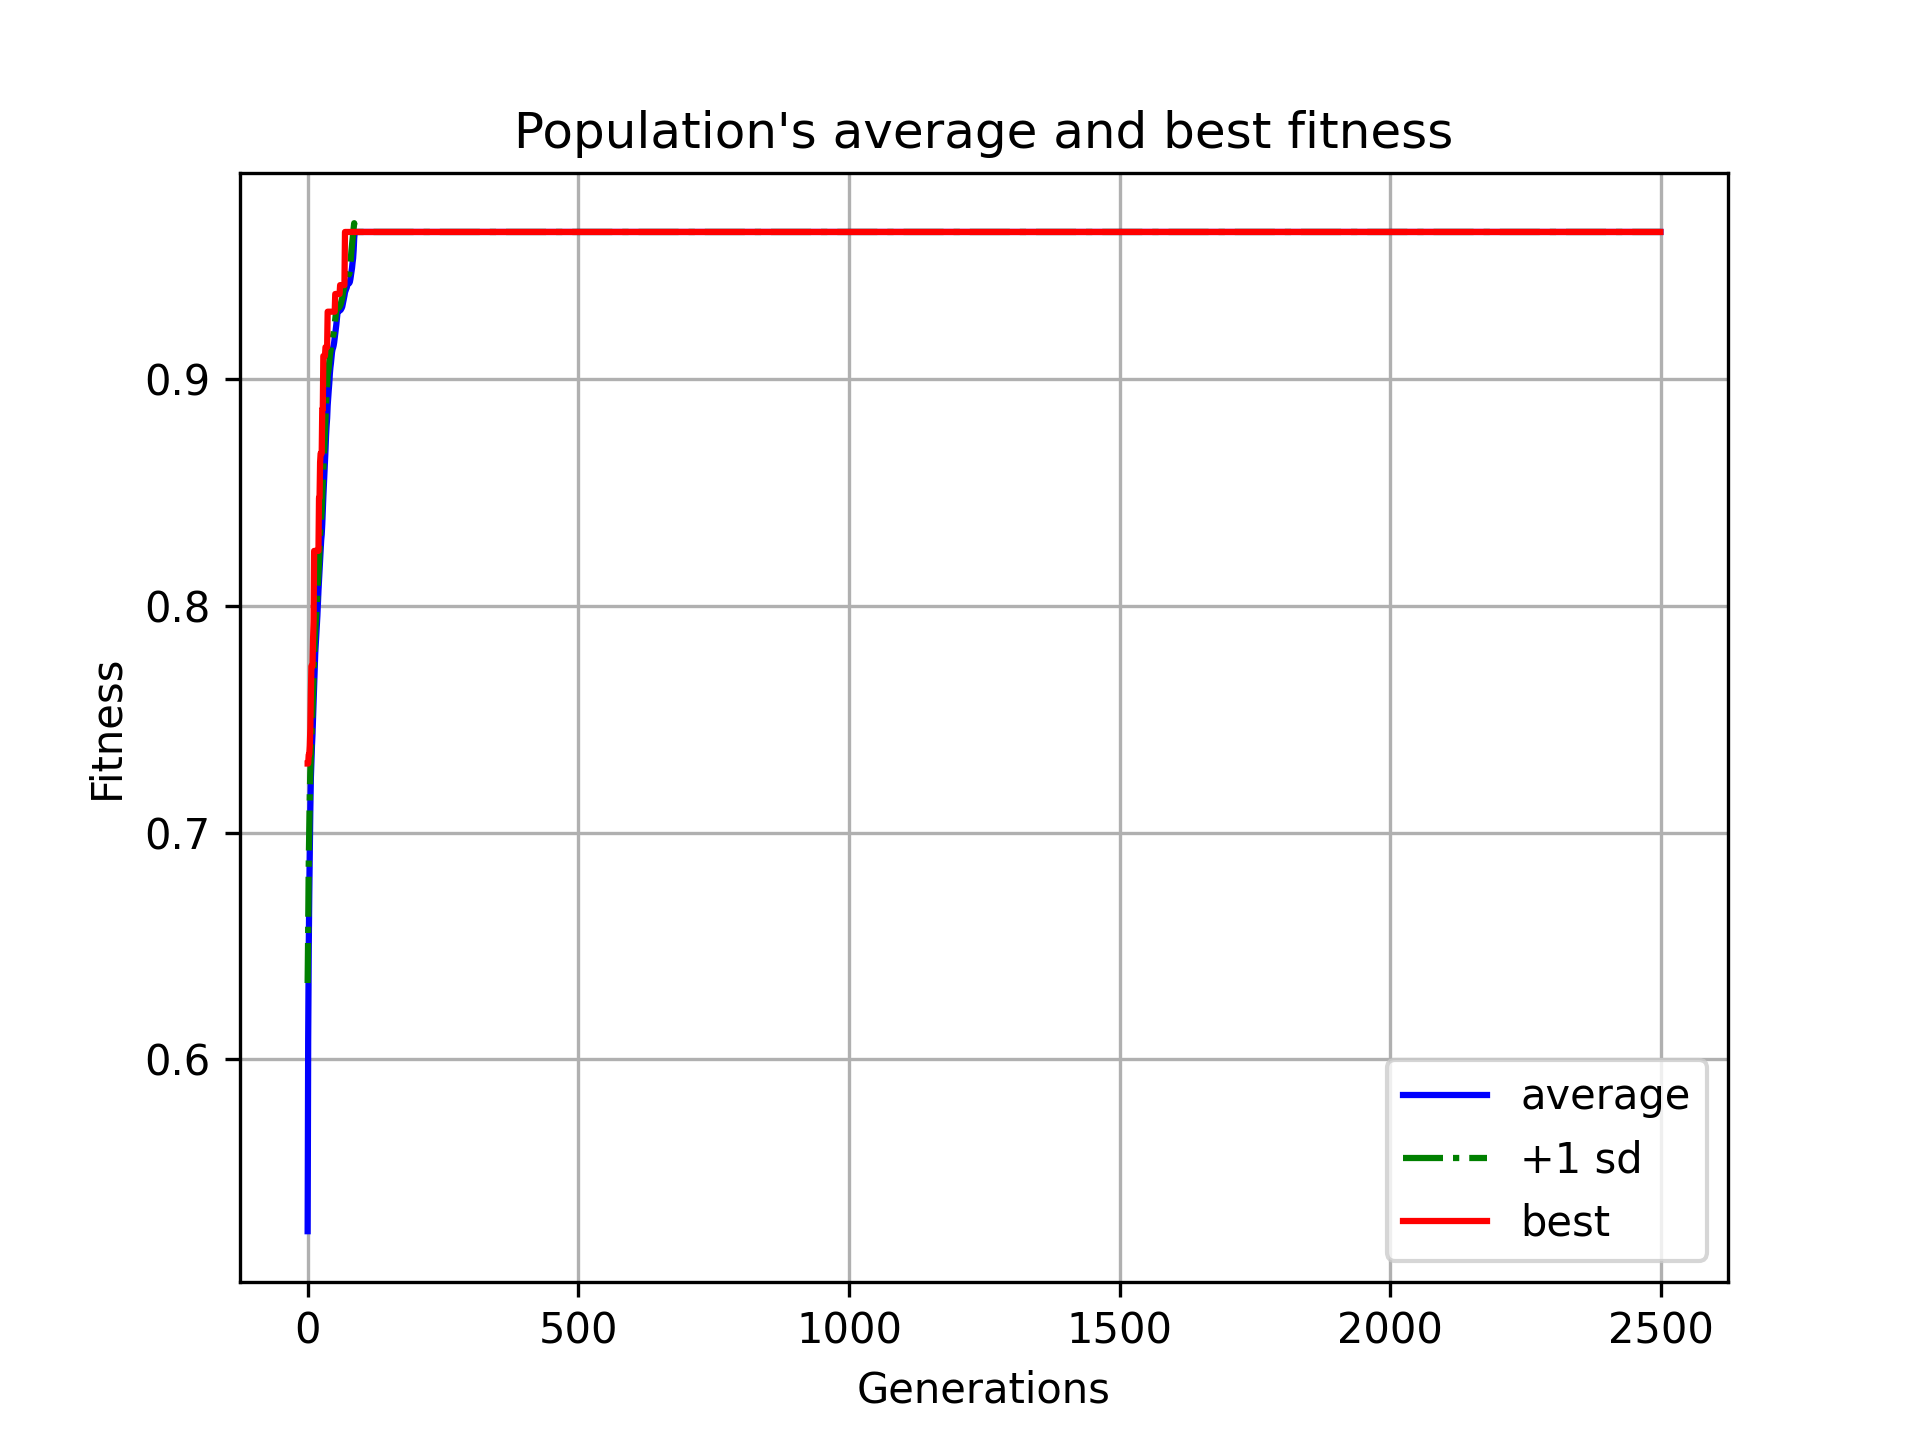 Population's average and best fitness
Fitness
0.9
0.8
0.7
0.6
average
+1 sd
best
0 500 1000 1500 2000 2500
Generations